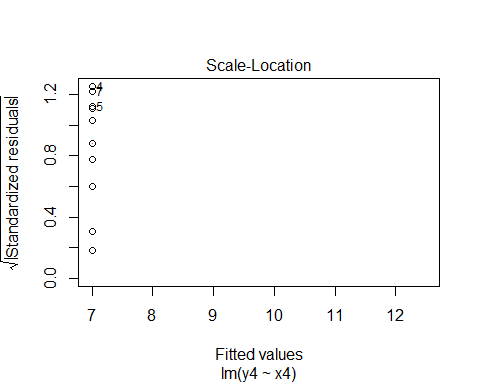 Scale-Location
√|Standardized residuals|
1.2
0.8
0.4
0.0
4
7
5
7 8 9 10 11 12
Fitted values
lm(y4 ~ x4)